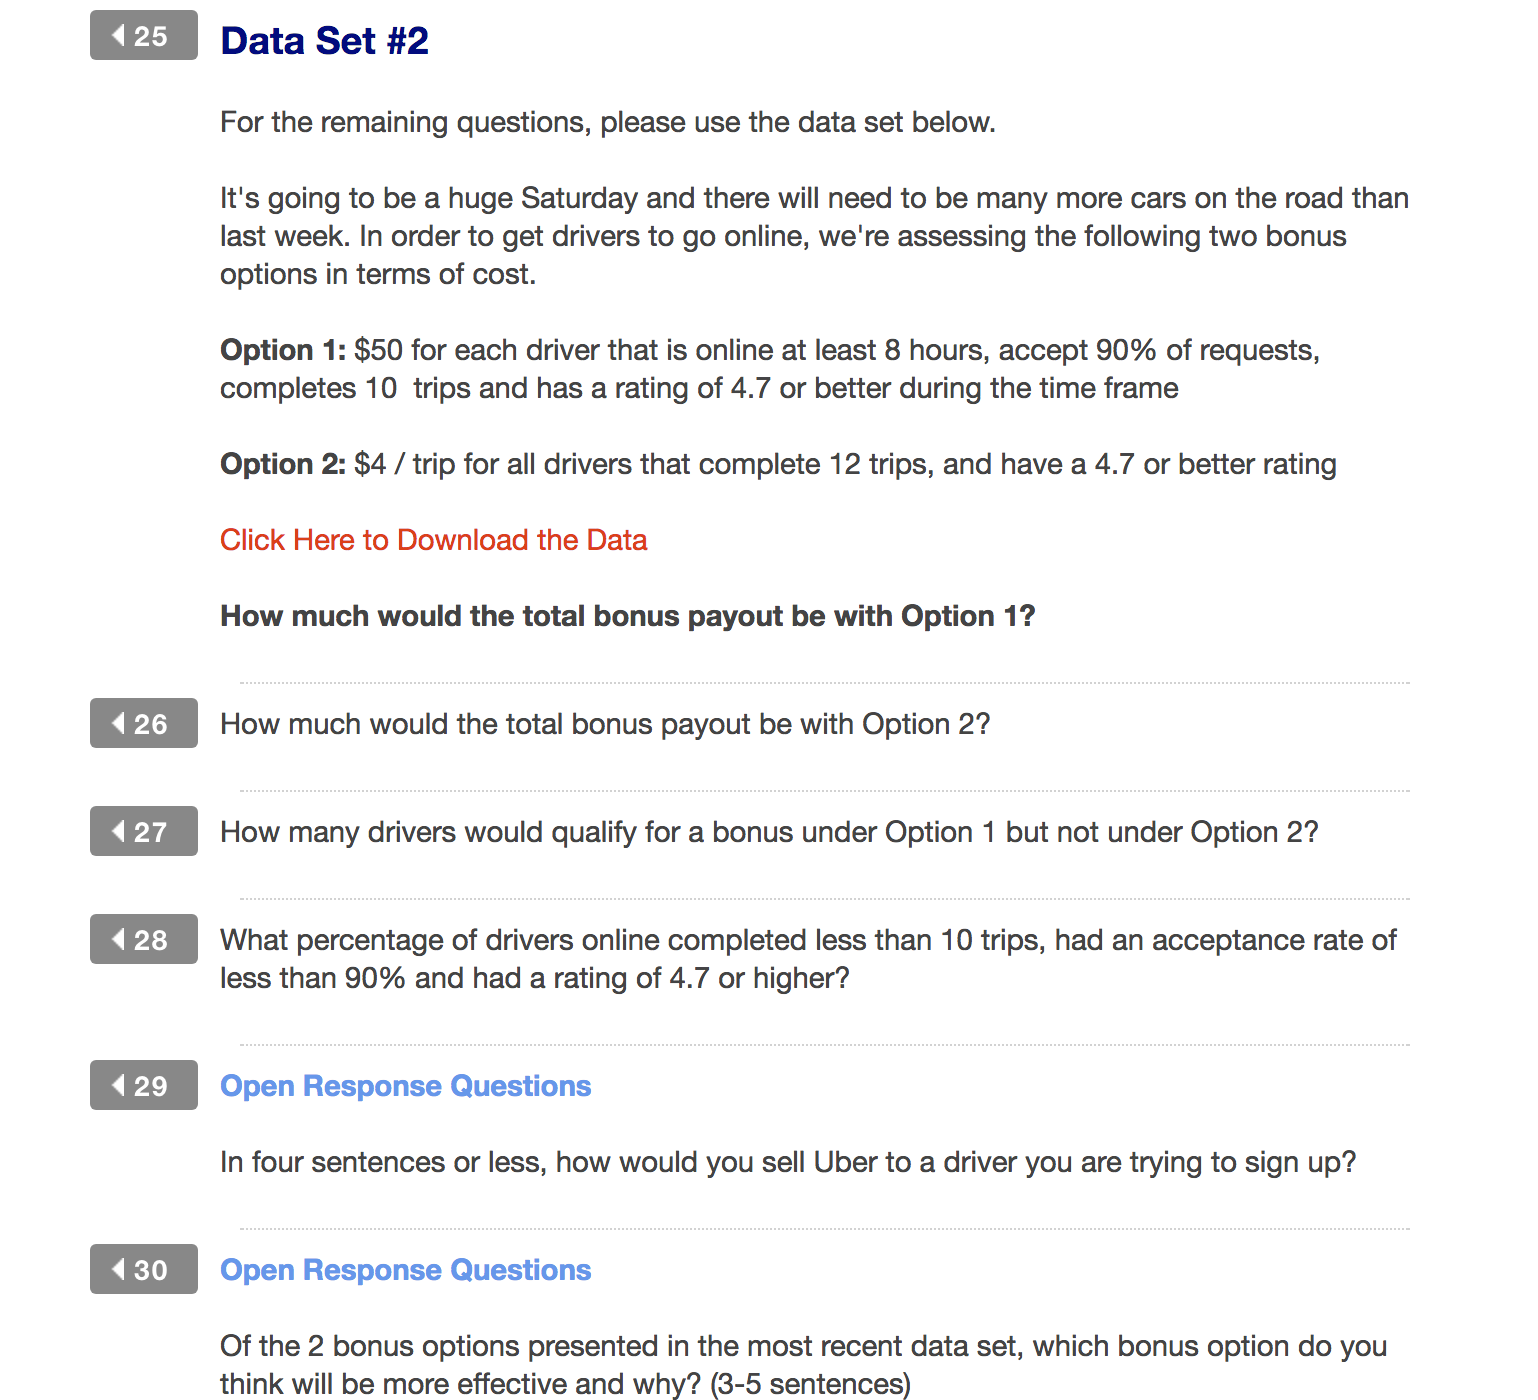 25
Data Set #2
For the remaining questions, please use the data set below.
It's going to be a huge Saturday and there will need to be many more cars on the road than
last week. In order to get drivers to go online, we're assessing the following two bonus
options in terms of cost.
Option 1: $50 for each driver that is online at least 8 hours, accept 90% of requests,
completes 10  trips and has a rating of 4.7 or better during the time frame
Option 2: $4 / trip for all drivers that complete 12 trips, and have a 4.7 or better rating
Click Here to Download the Data
How much would the total bonus payout be with Option 1?
26
How much would the total bonus payout be with Option 2?
27
How many drivers would qualify for a bonus under Option 1 but not under Option 2?
28
What percentage of drivers online completed less than 10 trips, had an acceptance rate of
less than 90% and had a rating of 4.7 or higher?
29
Open Response Questions
In four sentences or less, how would you sell Uber to a driver you are trying to sign up?
30
Open Response Questions
Of the 2 bonus options presented in the most recent data set, which bonus option do you
think will be more effective and why? (3-5 sentences)